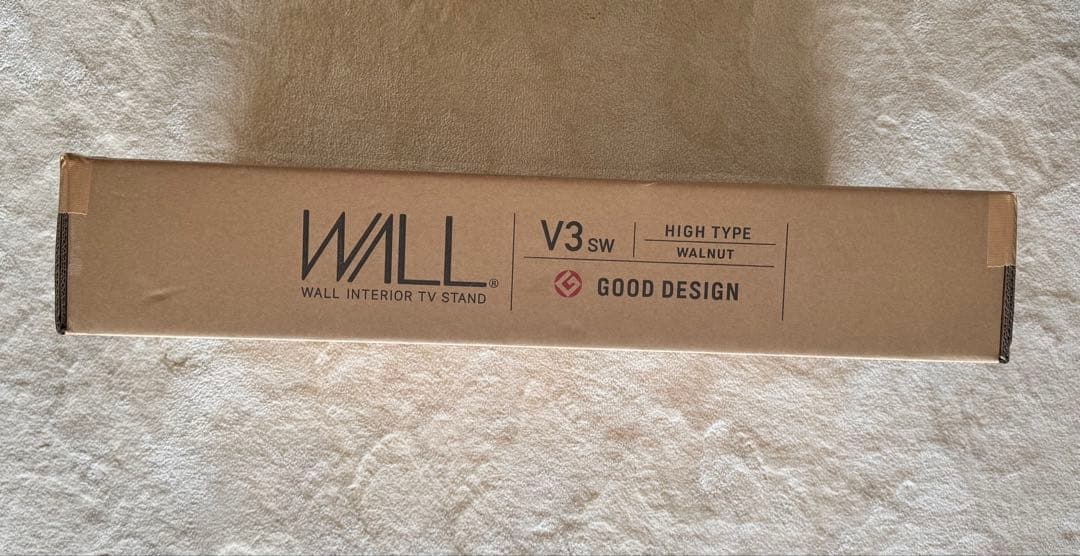 WALL®
WALL INTERIOR TV STAND
V3 SW
HIGH TYPE
WALNUT
GOOD DESIGN